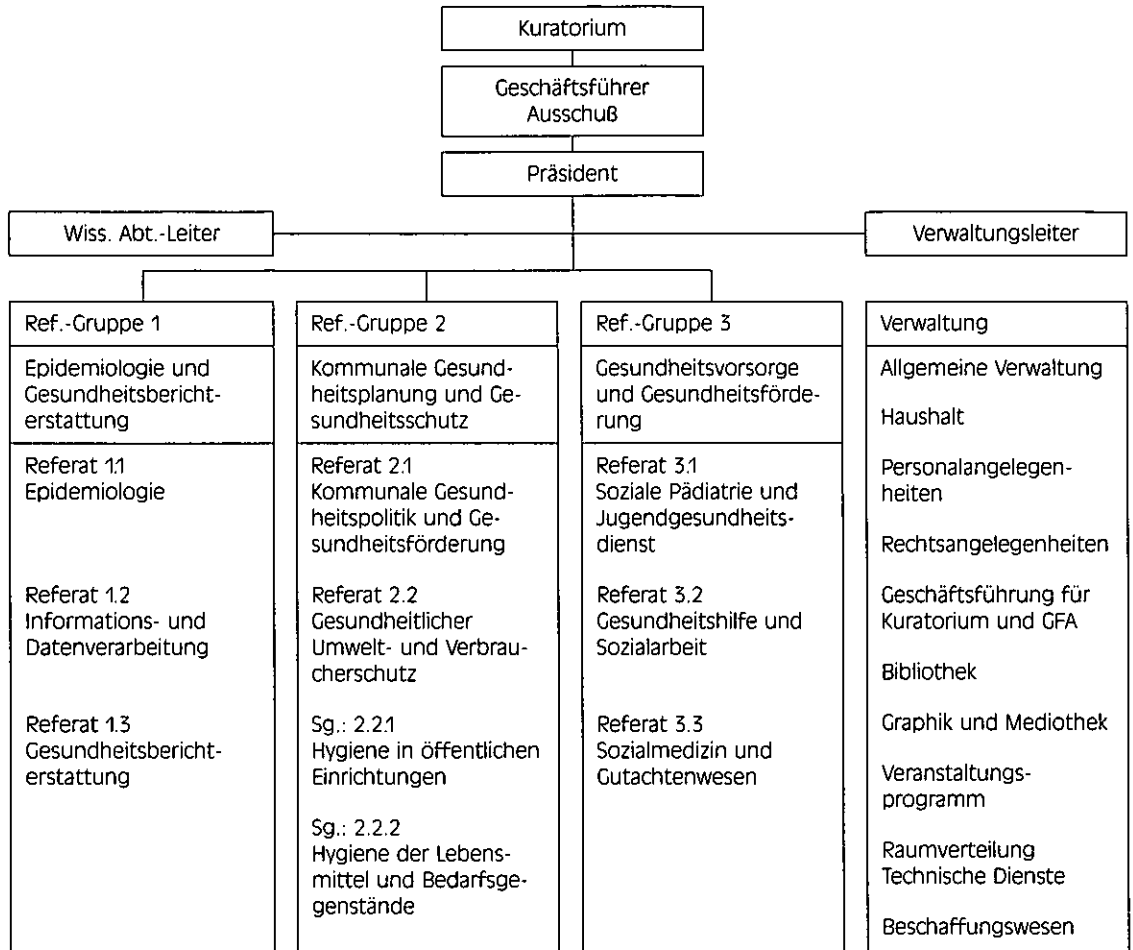 Kuratorium
Geschäftsführer
Ausschuß
Präsident
Wiss. Abt.-Leiter
Verwaltungsleiter
Ref.-Gruppe 1
Epidemiologie und
Gesundheitsbericht-
erstattung
Referat 1.1
Epidemiologie
Referat 1.2
Informations- und
Datenverarbeitung
Referat 1.3
Gesundheitsbericht-
erstattung
Ref.-Gruppe 2
Kommunale Gesund-
heitsplanung und Ge-
sundheitsschutz
Referat 2.1
Kommunale Gesund-
heitspolitik und Ge-
sundheitsförderung
Referat 2.2
Gesundheitlicher
Umwelt- und Verbrau-
cherschutz
Sg.: 2.2.1
Hygiene in öffentlichen
Einrichtungen
Sg.: 2.2.2
Hygiene der Lebens-
mittel und Bedarfsge-
genstände
Ref.-Gruppe 3
Gesundheitsvorsorge
und Gesundheitsförde-
rung
Referat 3.1
Soziale Pädiatrie und
Jugendgesundheits-
dienst
Referat 3.2
Gesundheitshilfe und
Sozialarbeit
Referat 3.3
Sozialmedizin und
Gutachtenwesen
Verwaltung
Allgemeine Verwaltung
Haushalt
Personalangelegen-
heiten
Rechtsangelegenheiten
Geschäftsführung für
Kuratorium und GFA
Bibliothek
Graphik und Mediothek
Veranstaltungs-
programm
Raumverteilung
Technische Dienste
Beschaffungswesen